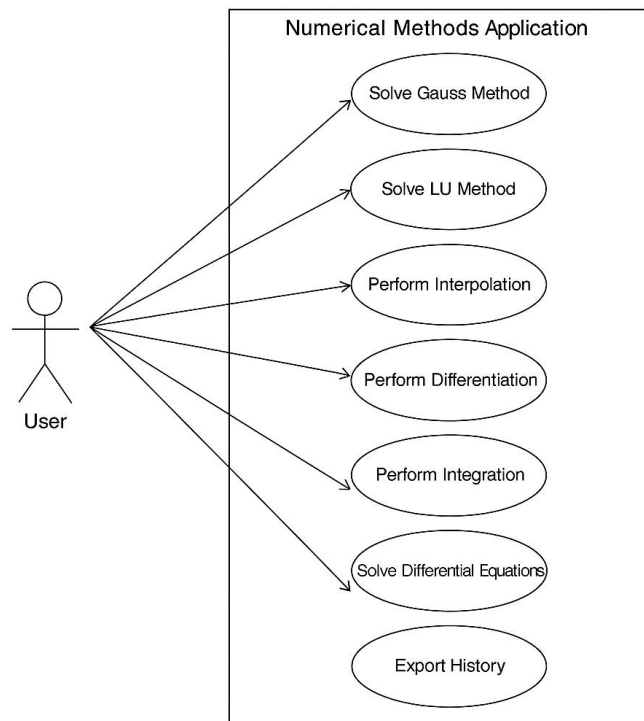 Numerical Methods Application
Solve Gauss Method
Solve LU Method
Perform Interpolation
Perform Differentiation
User
Perform Integration
Solve Differential Equations
Export History